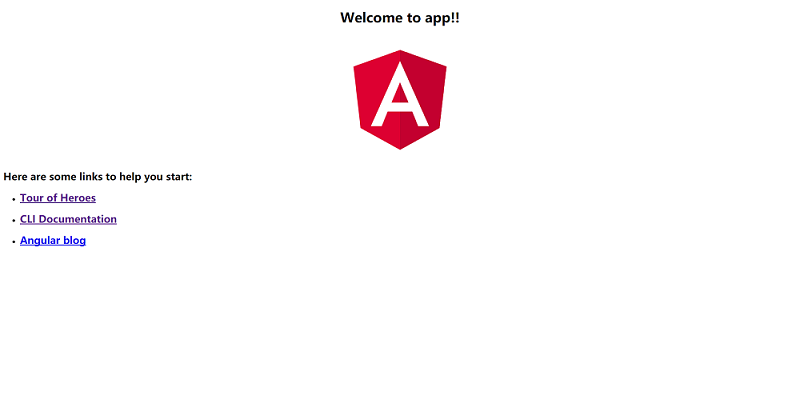 Welcome to app!!
A
Here are some links to help you start:
Tour of Heroes
CLI Documentation
Angular blog